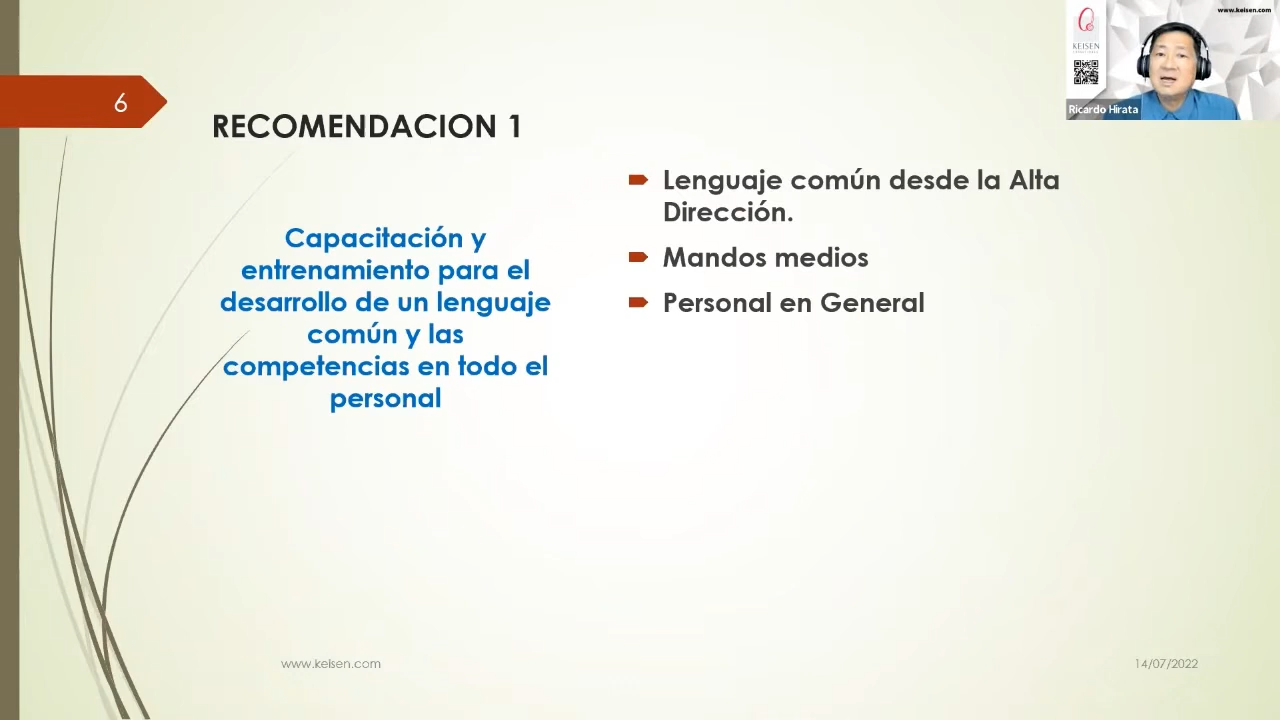 6
RECOMENDACION 1
Capacitación y
entrenamiento para el
desarrollo de un lenguaje
común y las
competencias en todo el
personal
Lenguaje común desde la Alta
Dirección.
Mandos medios
Personal en General
www.keisen.com
14/07/2022
www.keisen.com
KEISEN
Ricardo Hirata